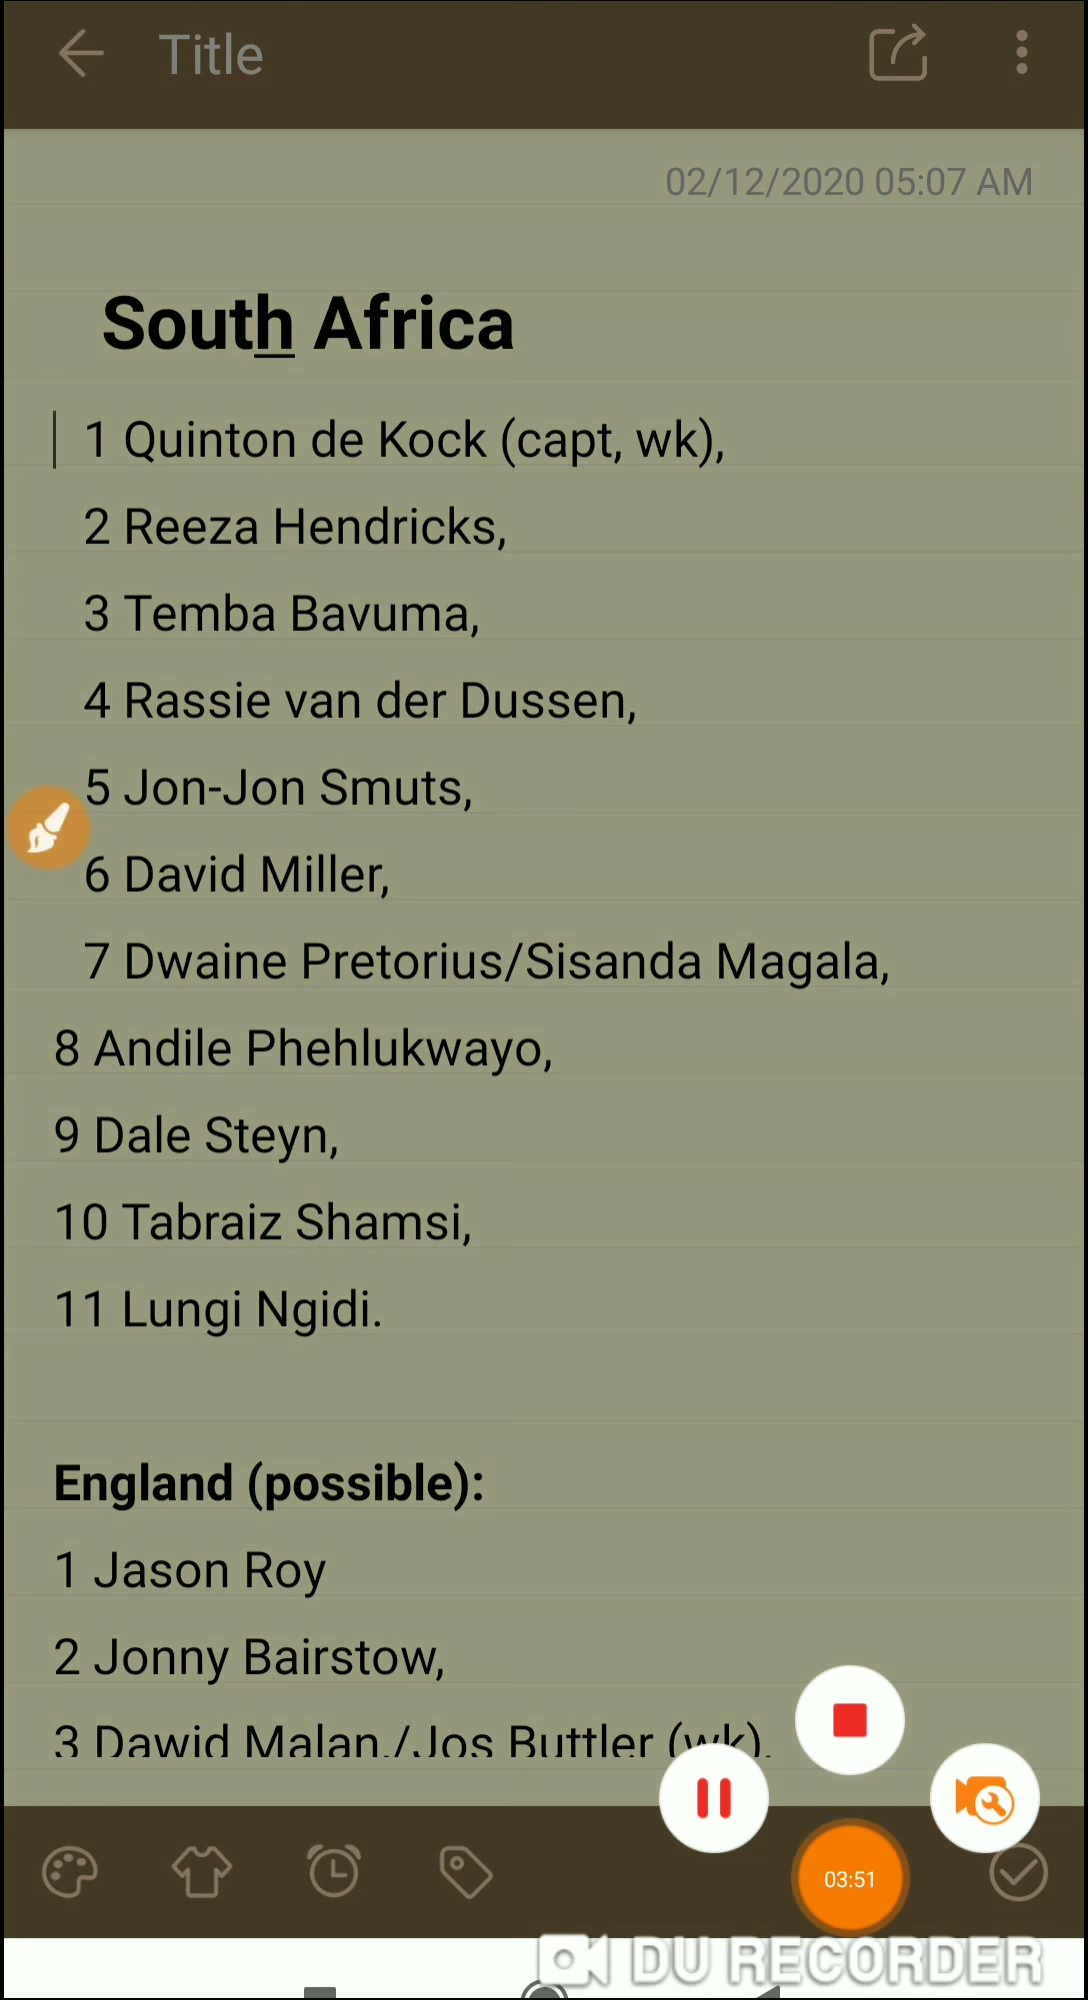 Title
02/12/2020 05:07 AM
South Africa
1 Quinton de Kock (capt, wk),
2 Reeza Hendricks,
3 Temba Bavuma,
4 Rassie van der Dussen,
5 Jon-Jon Smuts,
6 David Miller,
7 Dwaine Pretorius/Sisanda Magala,
8 Andile Phehlukwayo,
9 Dale Steyn,
10 Tabraiz Shamsi,
11 Lungi Ngidi.
England (possible):
1 Jason Roy
2 Jonny Bairstow,
3 Dawid Malan./Jos Buttler (wk).
03:51
DU RECORDER